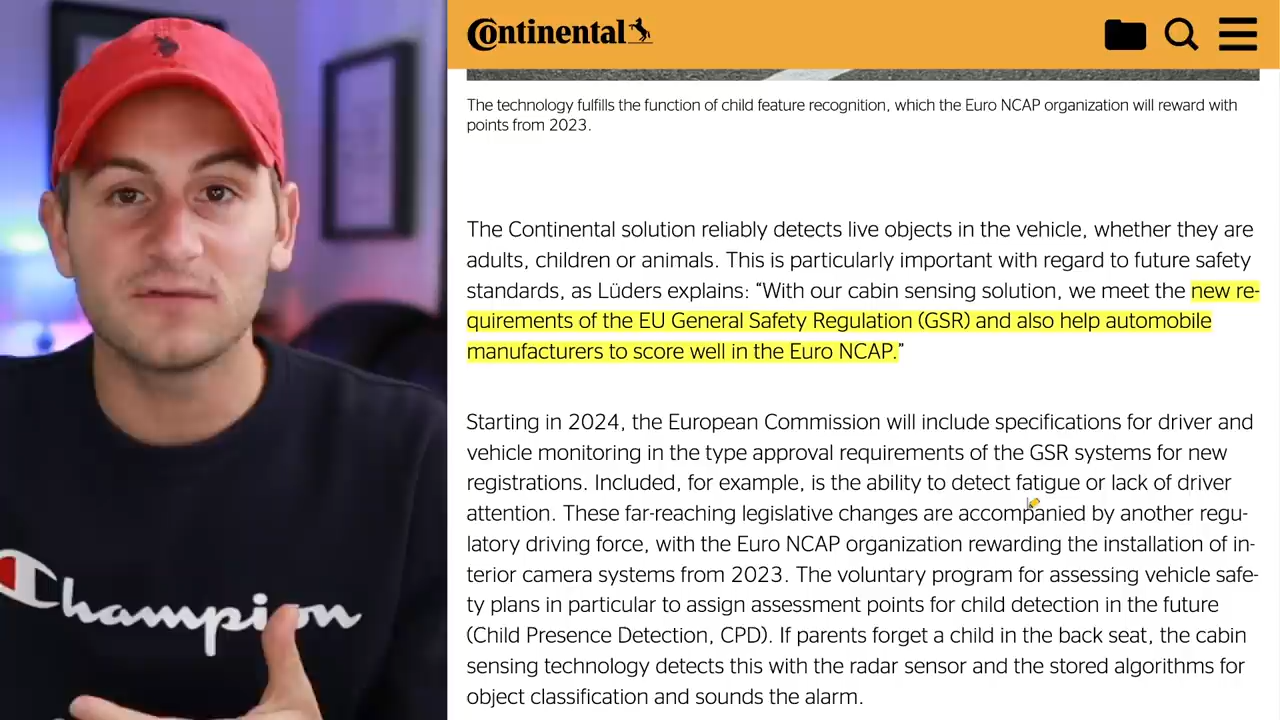 Continental
The technology fulfills the function of child feature recognition, which the Euro NCAP organization will reward with
points from 2023.
The Continental solution reliably detects live objects in the vehicle, whether they are
adults, children or animals. This is particularly important with regard to future safety
standards, as Lüders explains: “With our cabin sensing solution, we meet the new re-
quirements of the EU General Safety Regulation (GSR) and also help automobile
manufacturers to score well in the Euro NCAP.”
Starting in 2024, the European Commission will include specifications for driver and
vehicle monitoring in the type approval requirements of the GSR systems for new
registrations. Included, for example, is the ability to detect fatigue or lack of driver
attention. These far-reaching legislative changes are accompanied by another regu-
latory driving force, with the Euro NCAP organization rewarding the installation of in-
terior camera systems from 2023. The voluntary program for assessing vehicle safe-
ty plans in particular to assign assessment points for child detection in the future
(Child Presence Detection, CPD). If parents forget a child in the back seat, the cabin
sensing technology detects this with the radar sensor and the stored algorithms for
object classification and sounds the alarm.
Champion